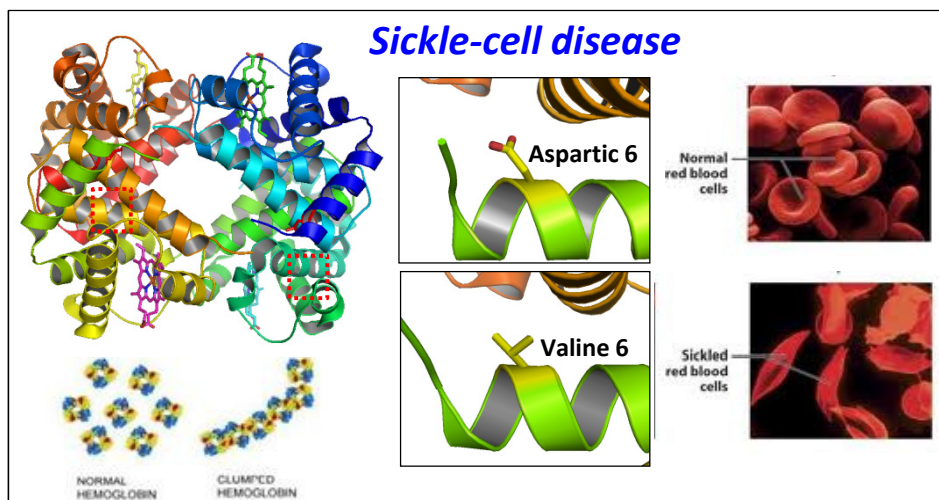 Sickle-cell disease
Aspartic 6
Normal
red blood
cells
Valine 6
Sickled
red blood
cells
NORMAL
HEMOGLOBIN
CLUMPED
HEMOGLOBIN